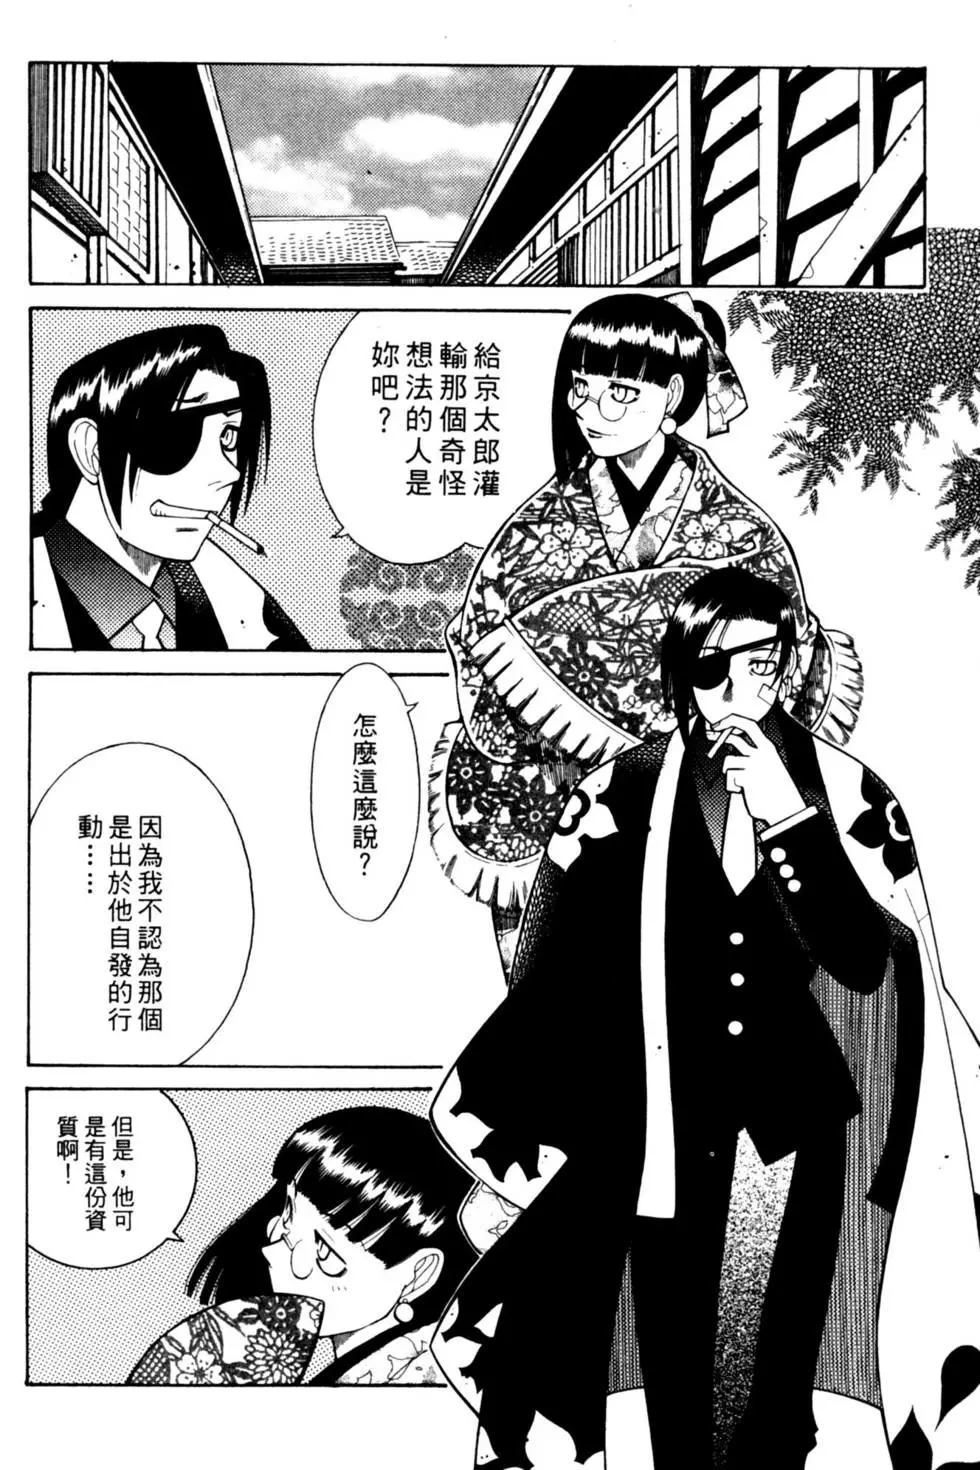 給京太郎灌
輸那個奇怪
想法的人是
妳吧？
怎麼這麼說？
因為我不認為那個
是出於他自發的行
動……
但是，他可
是有這份資
質啊！